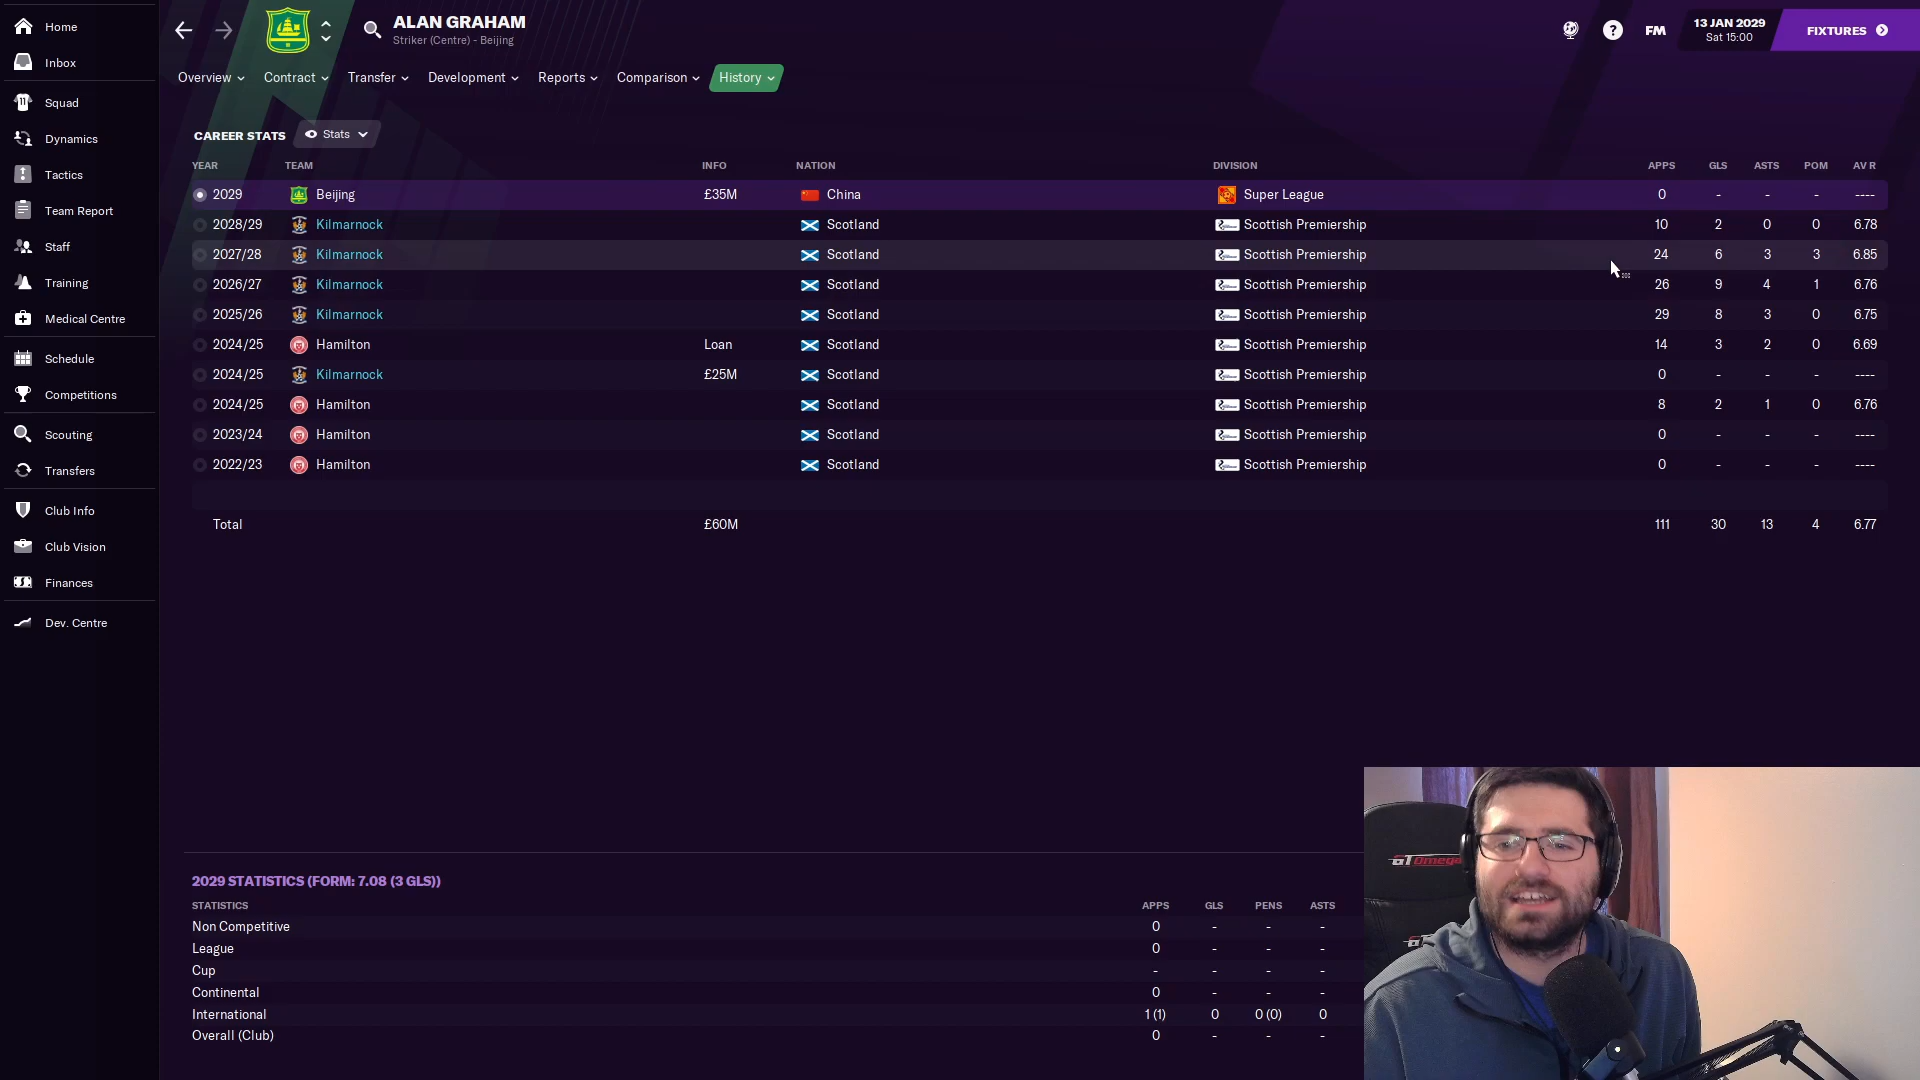 Home
Inbox
Squad
Dynamics
Tactics
Team Report
Staff
Training
Medical Centre
Schedule
Competitions
Scouting
Transfers
Club Info
Club Vision
Finances
Dev. Centre
ALAN GRAHAM
Striker (Centre) - Beijing
? FM 13 JAN 2029
Sat 15:00
FIXTURES
Overview Contract Transfer Development Reports Comparison History
CAREER STATS Stats
YEAR TEAM INFO NATION DIVISION APPS GLS ASTS POM AV R
2029 Beijing £35M China Super League 0 - - - ----
2028/29 Kilmarnock Scotland Scottish Premiership 10 2 0 0 6.78
2027/28 Kilmarnock Scotland Scottish Premiership 24 6 3 3 6.85
2026/27 Kilmarnock Scotland Scottish Premiership 26 9 4 1 6.76
2025/26 Kilmarnock Scotland Scottish Premiership 29 8 3 0 6.75
2024/25 Hamilton Loan Scotland Scottish Premiership 14 3 2 0 6.69
2024/25 Kilmarnock £25M Scotland Scottish Premiership 0 - - - ----
2024/25 Hamilton Scotland Scottish Premiership 8 2 1 0 6.76
2023/24 Hamilton Scotland Scottish Premiership 0 - - - ----
2022/23 Hamilton Scotland Scottish Premiership 0 - - - ----
Total £60M 111 30 13 4 6.77
2029 STATISTICS (FORM: 7.08 (3 GLS))
STATISTICS APPS GLS PENS ASTS
Non Competitive 0 - - -
League 0 - - -
Cup - - - -
Continental 0 - - -
International 1 (1) 0 0 (0) 0
Overall (Club) 0 - - -
GT Omega